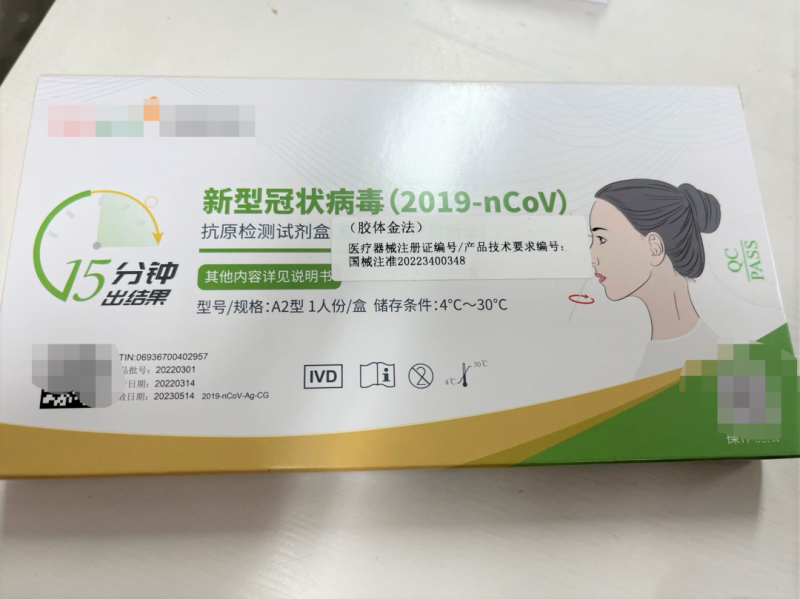 新型冠状病毒(2019-nCoV)
抗原检测试剂盒
(胶体金法)
医疗器械注册证编号/产品技术要求编号:
国械注准20223400348
15分钟
出结果
其他内容详见说明书
型号/规格:A2型 1人份/盒 储存条件:4℃~30℃
QC
PASS
TIN:06936700402957
品批号: 20220301
日期: 20220314
效日期: 20230514 2019-nCoV-Ag-CG
IVD
i
2
4℃
30℃